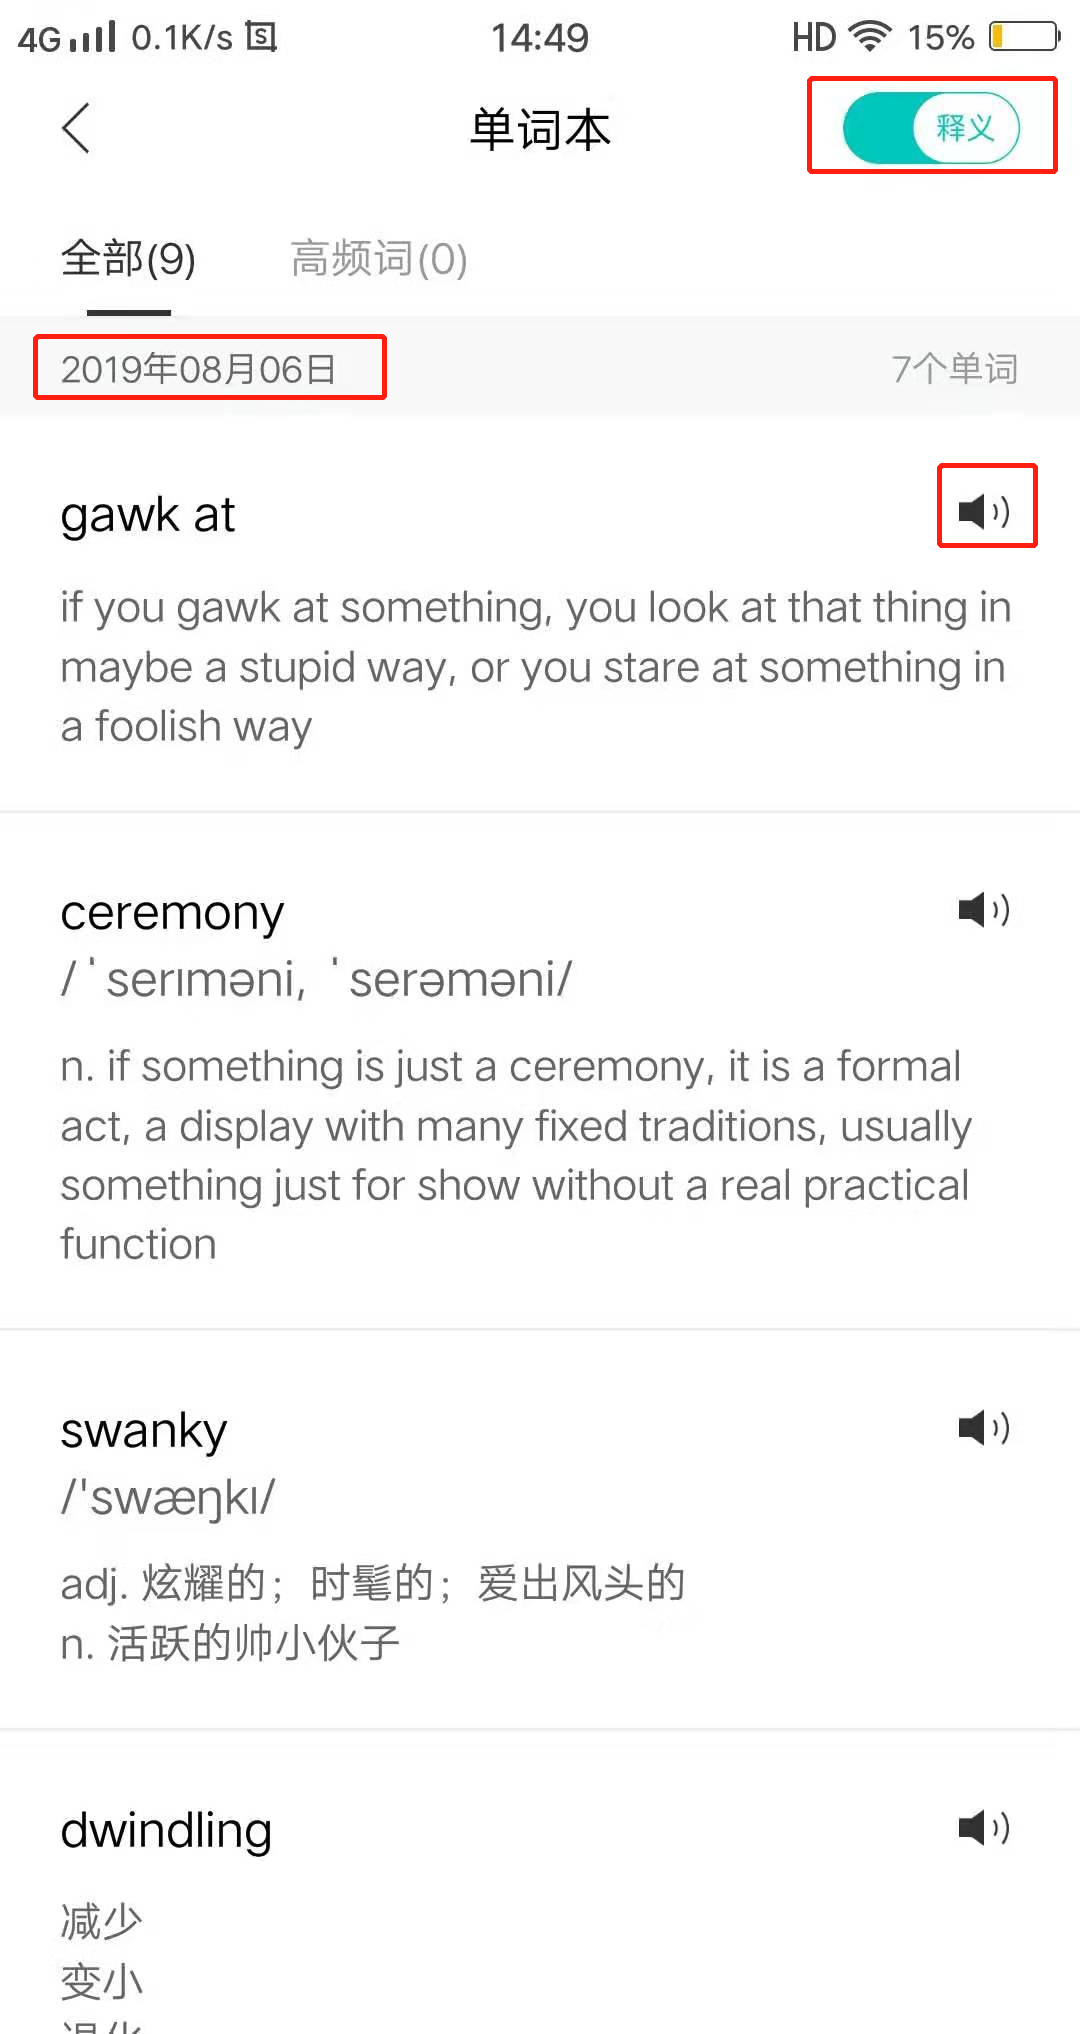 4G 0.1K/s 14:49 HD 15%
单词本 释义
全部(9) 高频词(0)
2019年08月06日 7个单词
gawk at
if you gawk at something, you look at that thing in
maybe a stupid way, or you stare at something in
a foolish way
ceremony
/ˈserɪməni, ˈserəməni/
n. if something is just a ceremony, it is a formal
act, a display with many fixed traditions, usually
something just for show without a real practical
function
swanky
/'swæŋkɪ/
adj. 炫耀的；时髦的；爱出风头的
n. 活跃的帅小伙子
dwindling
减少
变小